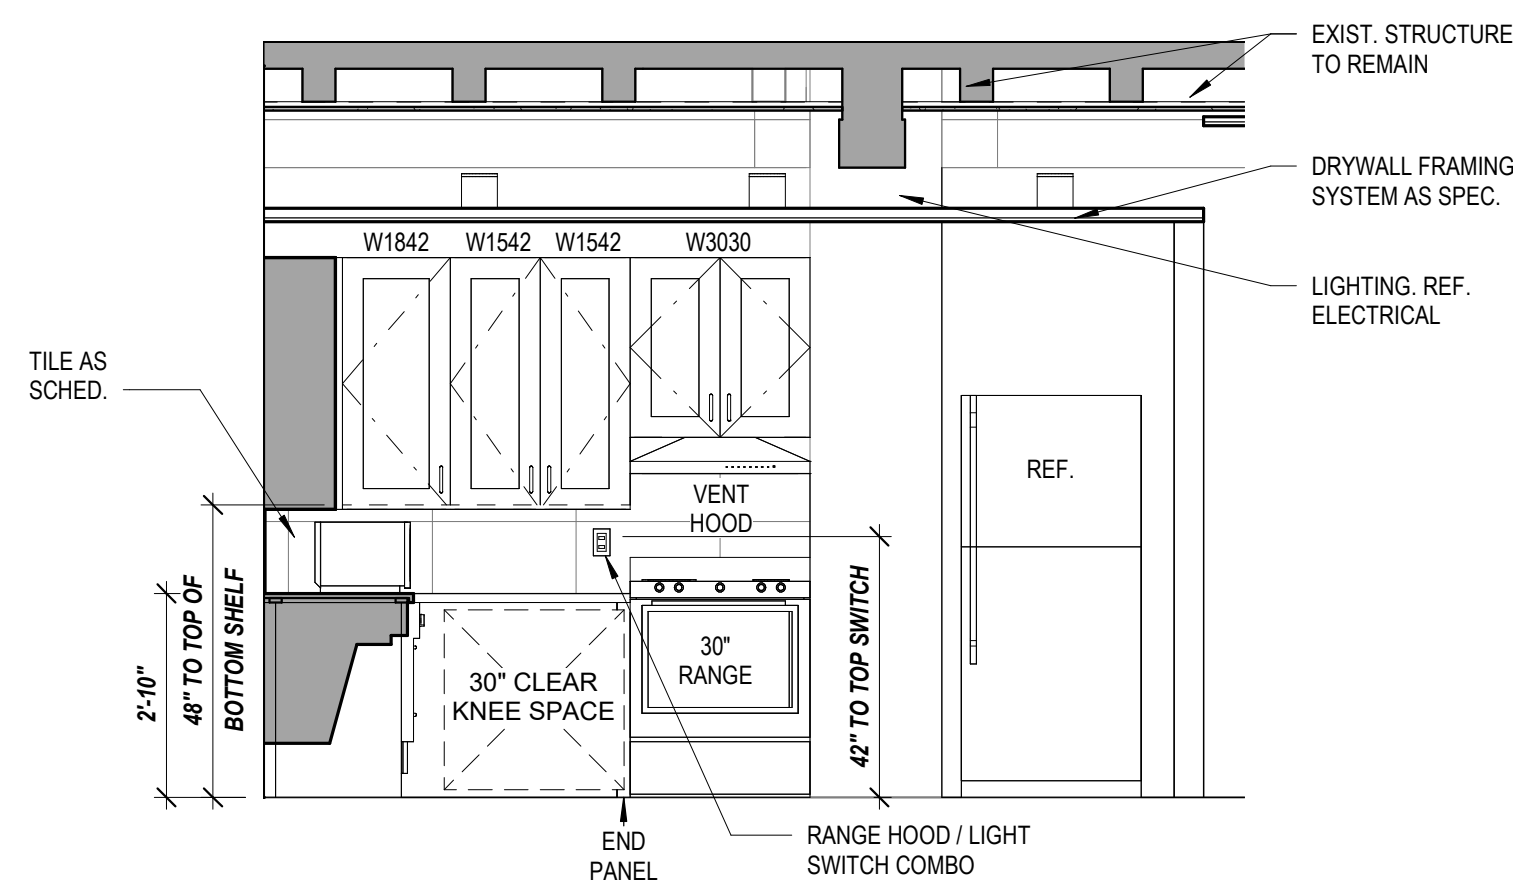 EXIST. STRUCTURE
TO REMAIN
DRYWALL FRAMING
SYSTEM AS SPEC.
W1842
W1542
W1542
W3030
LIGHTING. REF.
ELECTRICAL
TILE AS
SCHED.
REF.
VENT
HOOD
2'-10"
48" TO TOP OF
BOTTOM SHELF
30" CLEAR
KNEE SPACE
30"
RANGE
42" TO TOP SWITCH
END
PANEL
RANGE HOOD / LIGHT
SWITCH COMBO